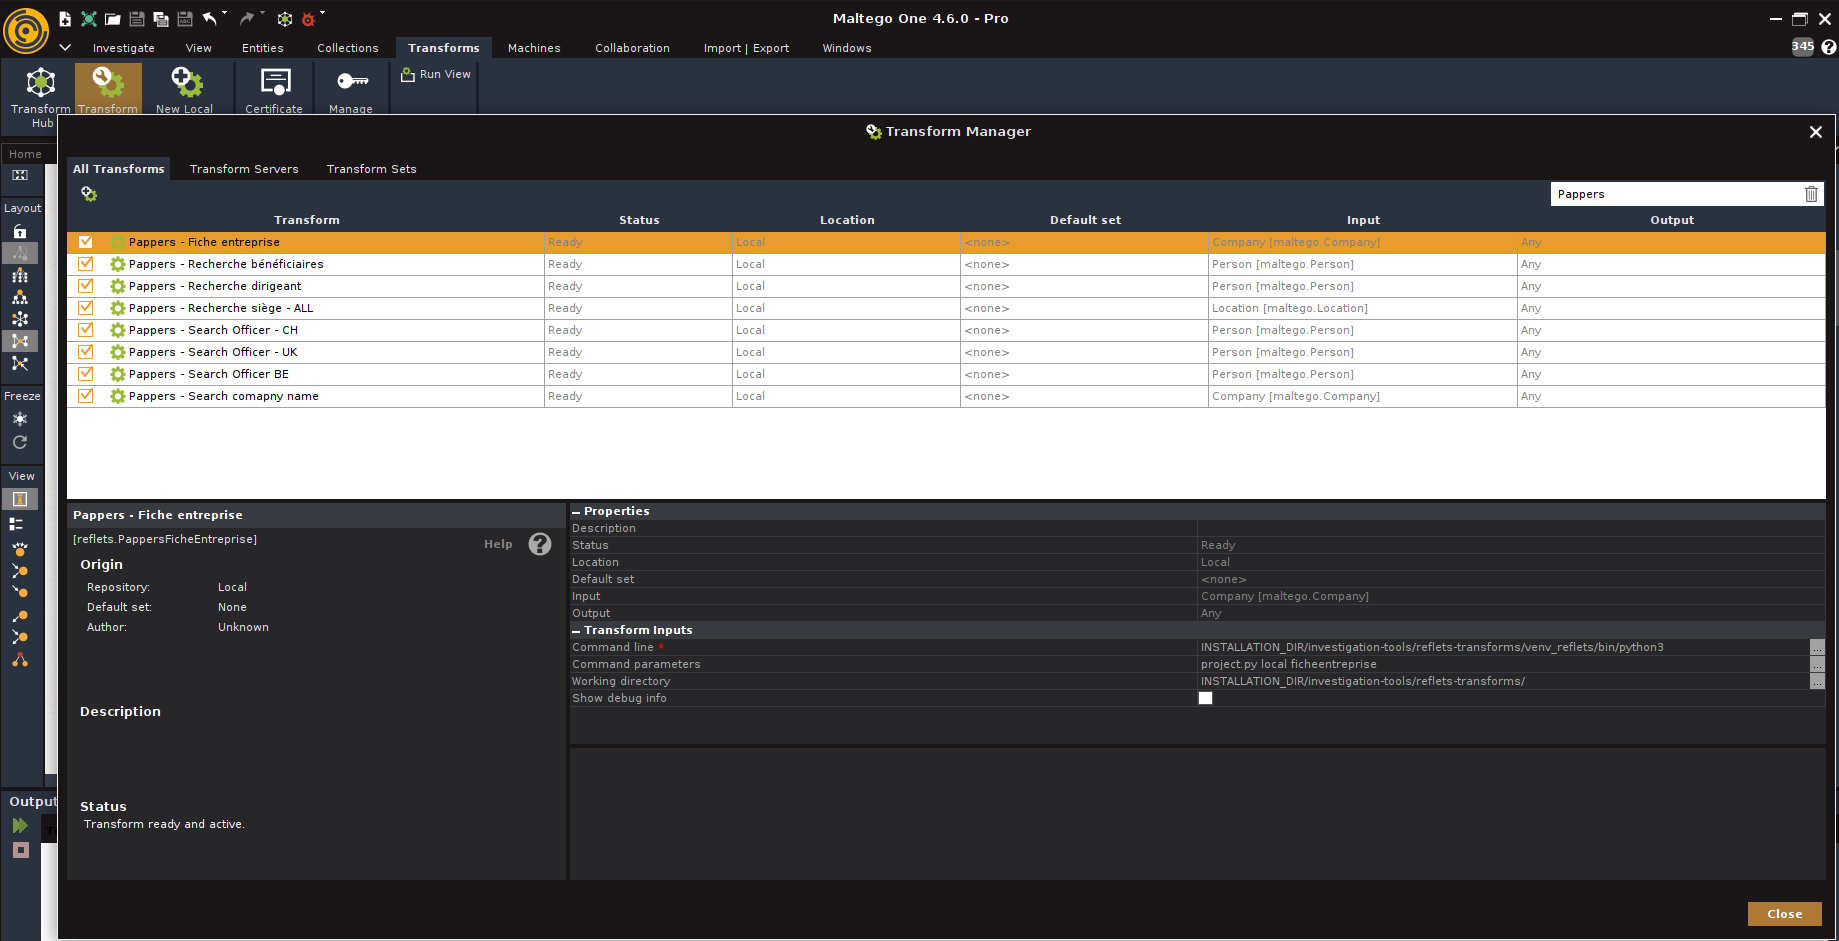 Maltego One 4.6.0 - Pro
Investigate View Entities Collections Transforms Machines Collaboration Import | Export Windows
345
Transform Hub
Transform
New Local
Certificate
Manage
Run View
Home
Transform Manager
All Transforms Transform Servers Transform Sets
Pappers
Transform Status Location Default set Input Output
Pappers - Fiche entreprise Ready Local <none> Company [maltego.Company] Any
Pappers - Recherche bénéficiaires Ready Local <none> Person [maltego.Person] Any
Pappers - Recherche dirigeant Ready Local <none> Person [maltego.Person] Any
Pappers - Recherche siège - ALL Ready Local <none> Location [maltego.Location] Any
Pappers - Search Officer - CH Ready Local <none> Person [maltego.Person] Any
Pappers - Search Officer - UK Ready Local <none> Person [maltego.Person] Any
Pappers - Search Officer BE Ready Local <none> Person [maltego.Person] Any
Pappers - Search comapny name Ready Local <none> Company [maltego.Company] Any
Layout
Freeze
View
Output
Pappers - Fiche entreprise
[reflets.PappersFicheEntreprise]
Help
Origin
Repository: Local
Default set: None
Author: Unknown
Description
Status
Transform ready and active.
Properties
Description
Status Ready
Location Local
Default set <none>
Input Company [maltego.Company]
Output Any
Transform Inputs
Command line * INSTALLATION_DIR/investigation-tools/reflets-transforms/venv_reflets/bin/python3 ...
Command parameters project.py local ficheentreprise ...
Working directory INSTALLATION_DIR/investigation-tools/reflets-transforms/ ...
Show debug info
Close